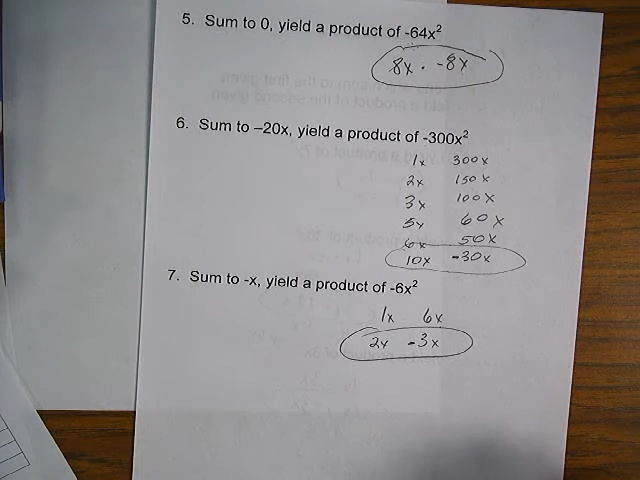 5. Sum to 0, yield a product of -64x²
8x · -8x
6. Sum to –20x, yield a product of -300x²
1x 300x
2x 150x
3x 100x
5x 60x
6x 50x
10x -30x
7. Sum to -x, yield a product of -6x²
1x 6x
2x -3x